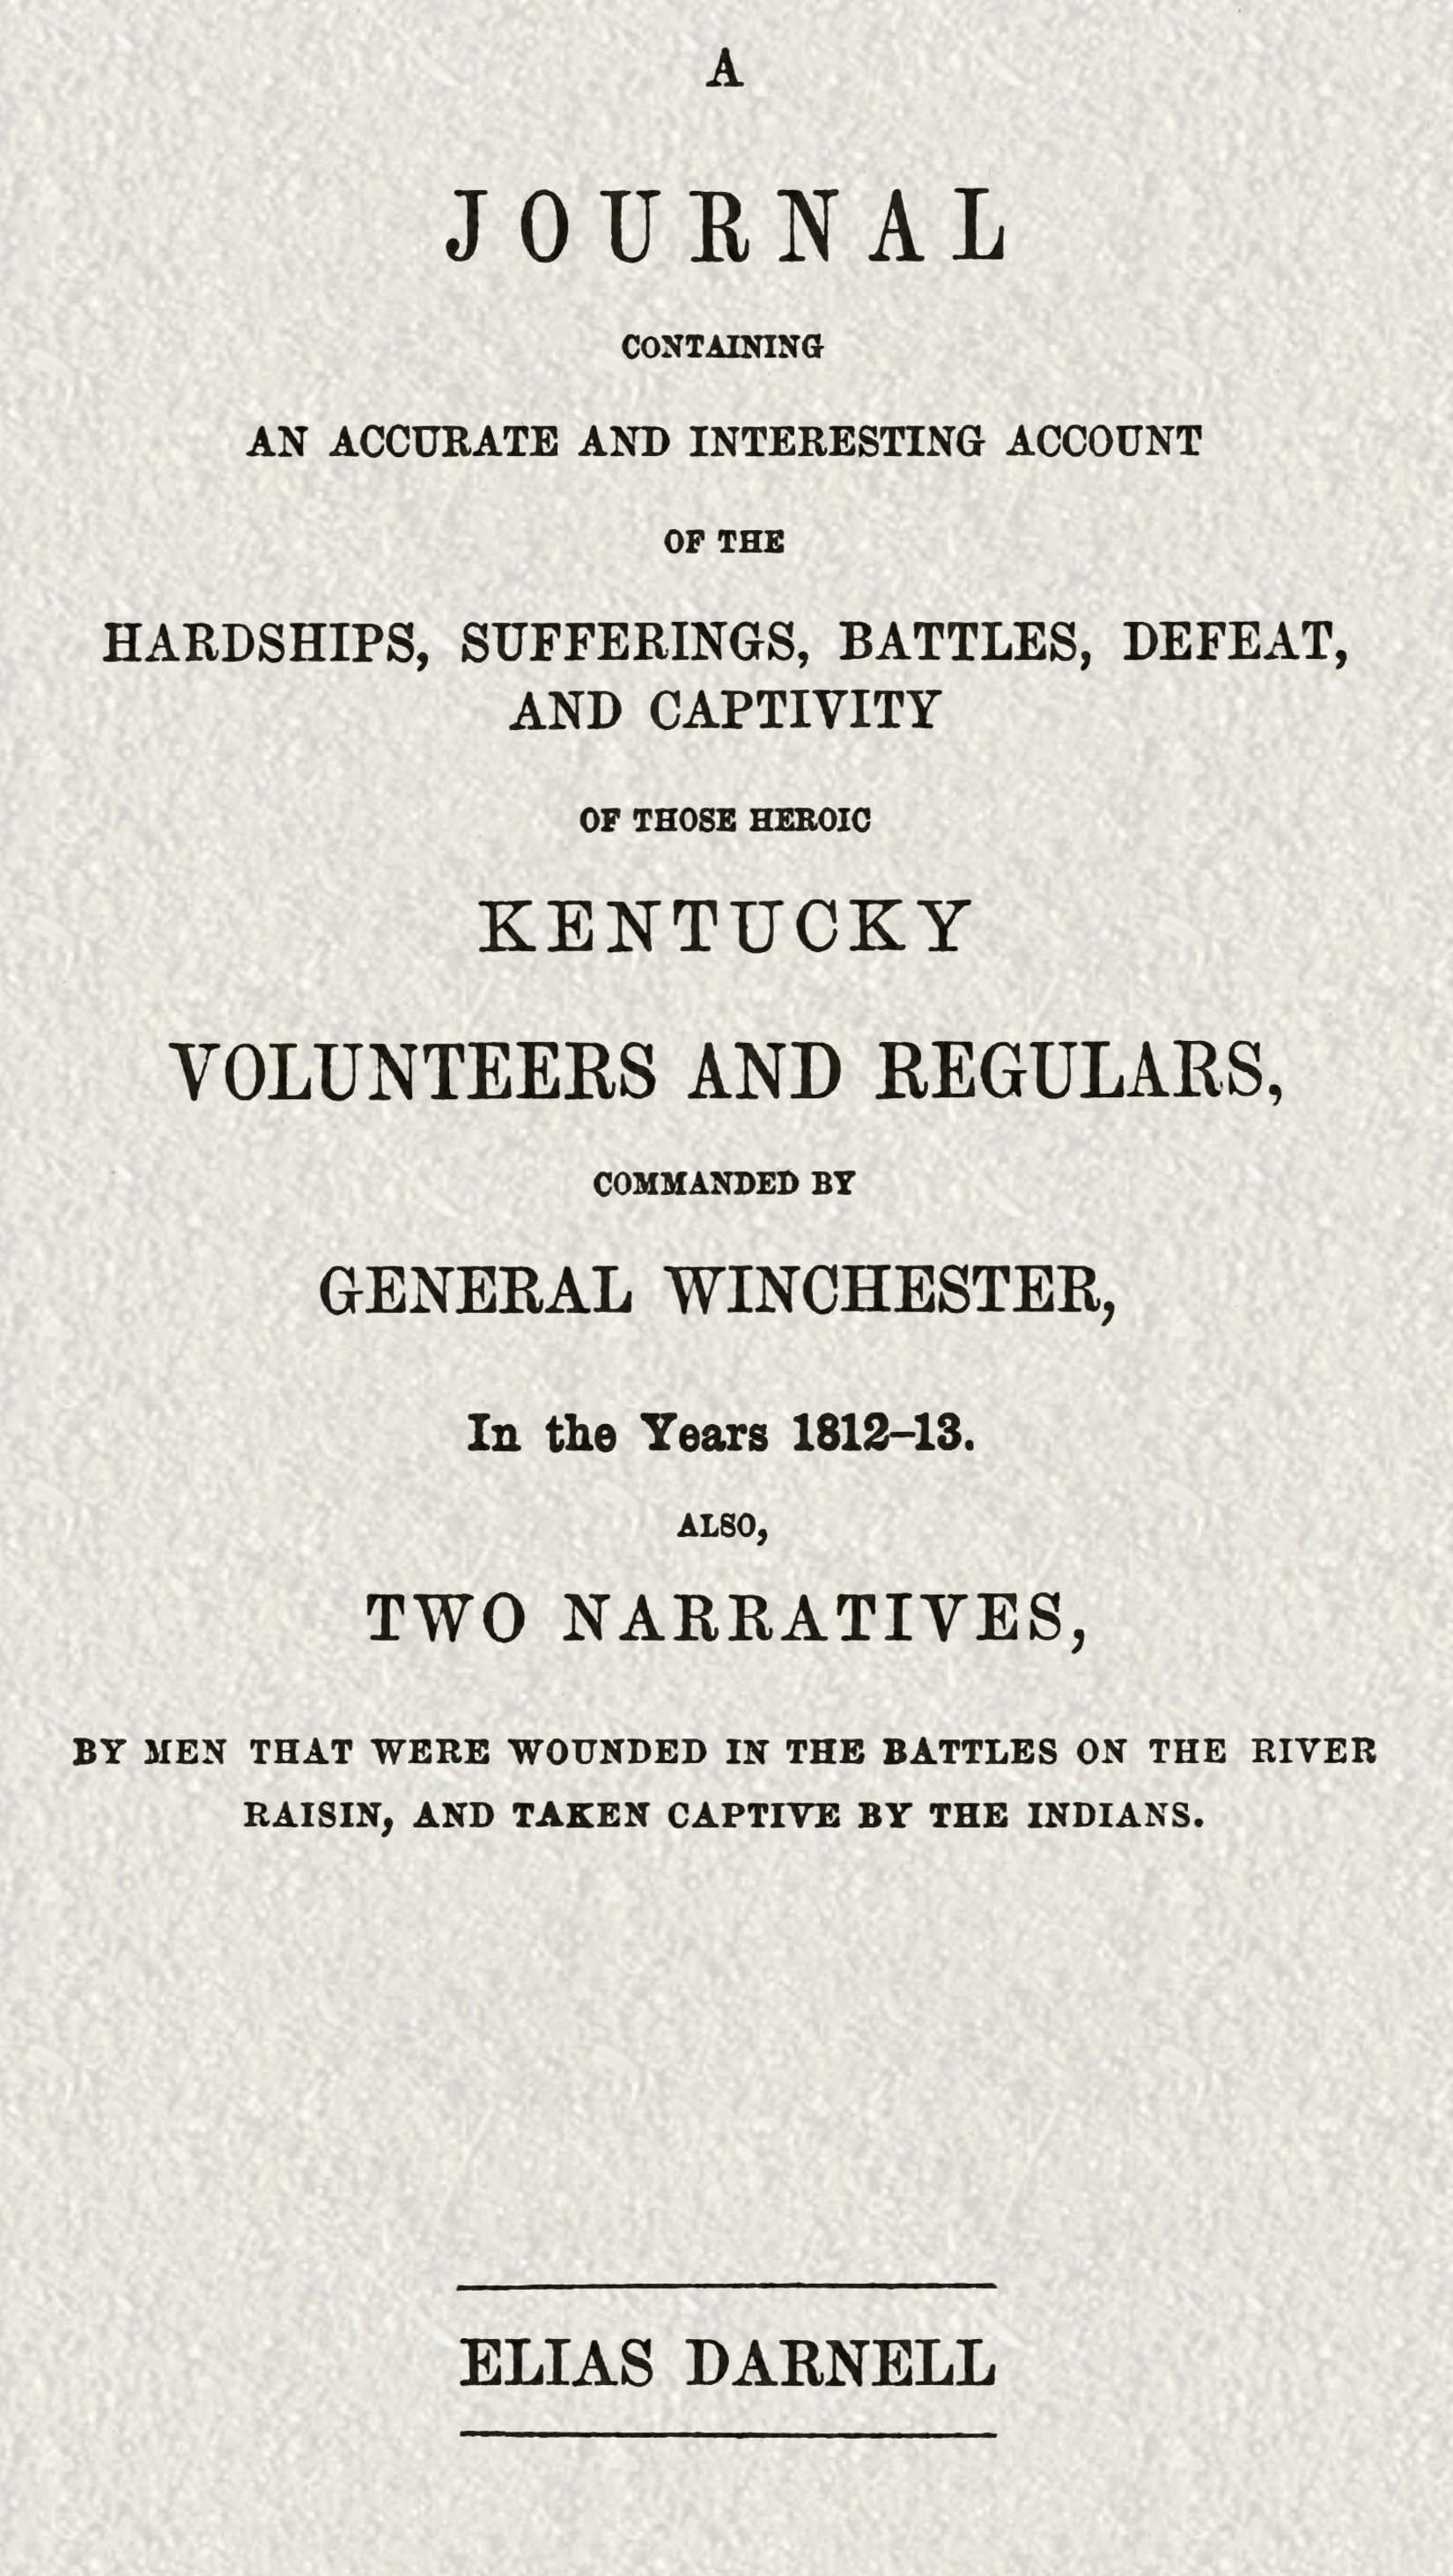 A
JOURNAL
CONTAINING
AN ACCURATE AND INTERESTING ACCOUNT
OF THE
HARDSHIPS, SUFFERINGS, BATTLES, DEFEAT,
AND CAPTIVITY
OF THOSE HEROIC
KENTUCKY
VOLUNTEERS AND REGULARS,
COMMANDED BY
GENERAL WINCHESTER,
In the Years 1812–13.
ALSO,
TWO NARRATIVES,
BY MEN THAT WERE WOUNDED IN THE BATTLES ON THE RIVER
RAISIN, AND TAKEN CAPTIVE BY THE INDIANS.
ELIAS DARNELL